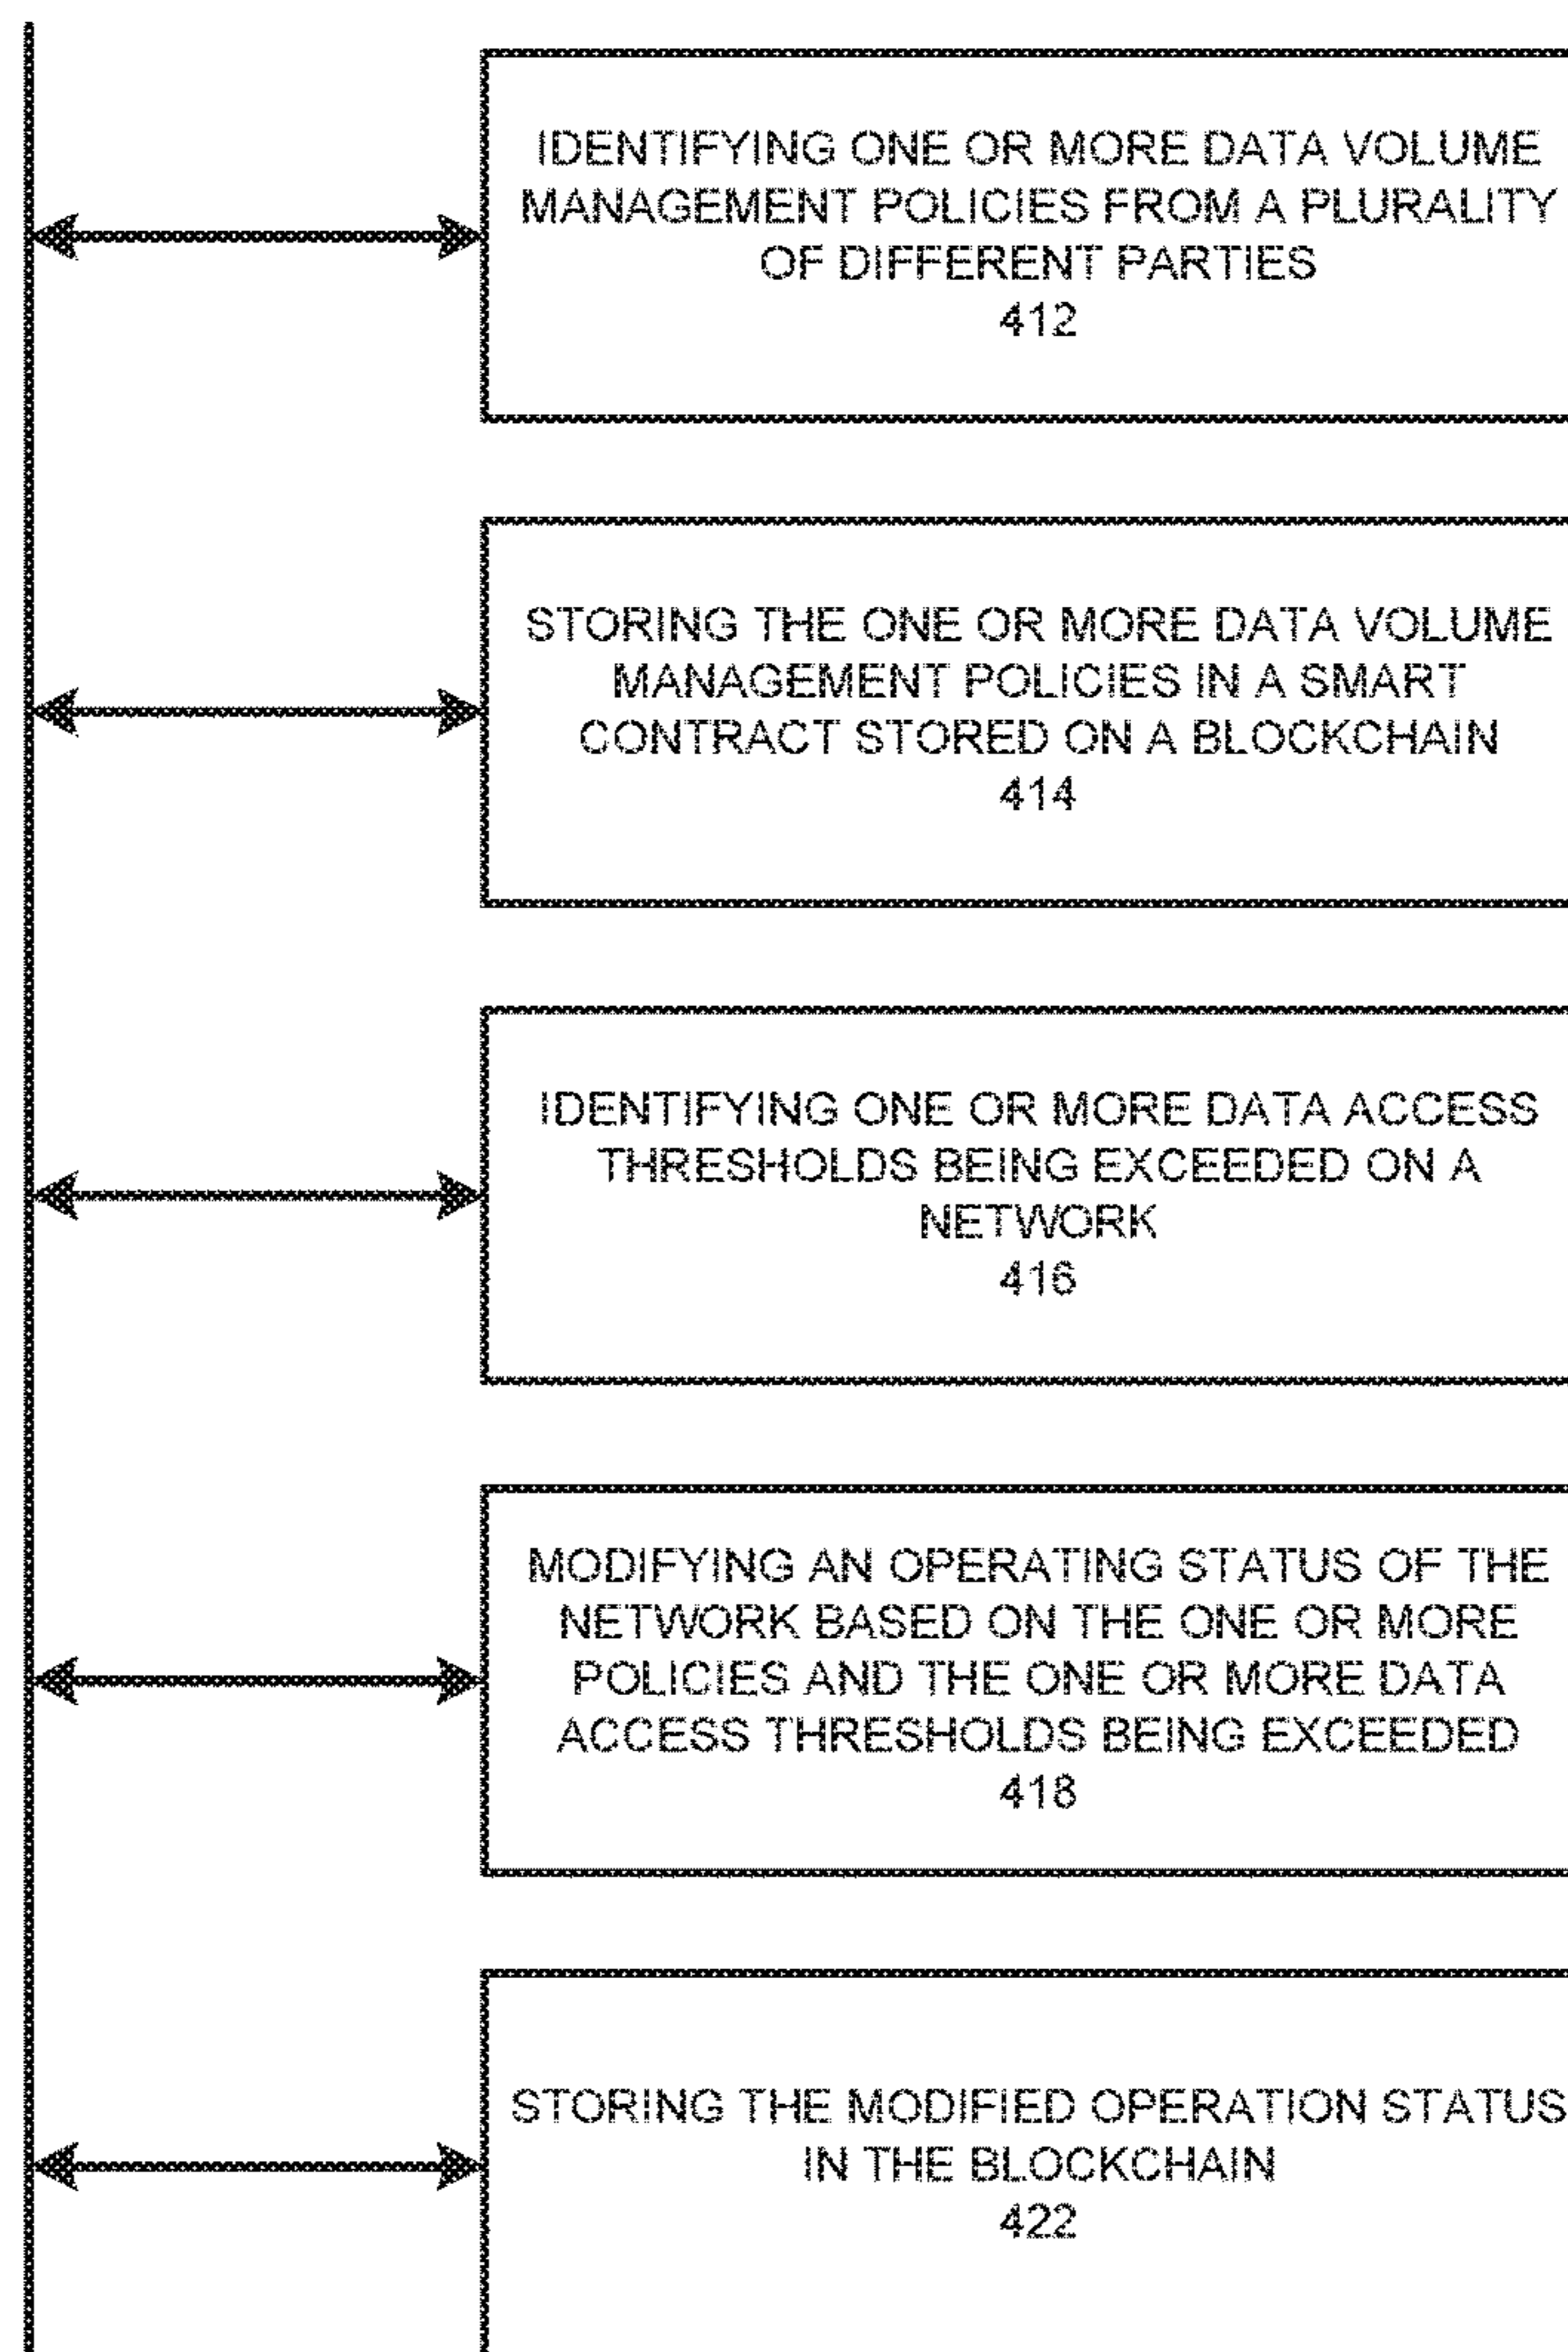 IDENTIFYING ONE OR MORE DATA VOLUME
MANAGEMENT POLICIES FROM A PLURALITY
OF DIFFERENT PARTIES
412
STORING THE ONE OR MORE DATA VOLUME
MANAGEMENT POLICIES IN A SMART
CONTRACT STORED ON A BLOCKCHAIN
414
IDENTIFYING ONE OR MORE DATA ACCESS
THRESHOLDS BEING EXCEEDED ON A
NETWORK
416
MODIFYING AN OPERATING STATUS OF THE
NETWORK BASED ON THE ONE OR MORE
POLICIES AND THE ONE OR MORE DATA
ACCESS THRESHOLDS BEING EXCEEDED
418
STORING THE MODIFIED OPERATION STATUS
IN THE BLOCKCHAIN
422